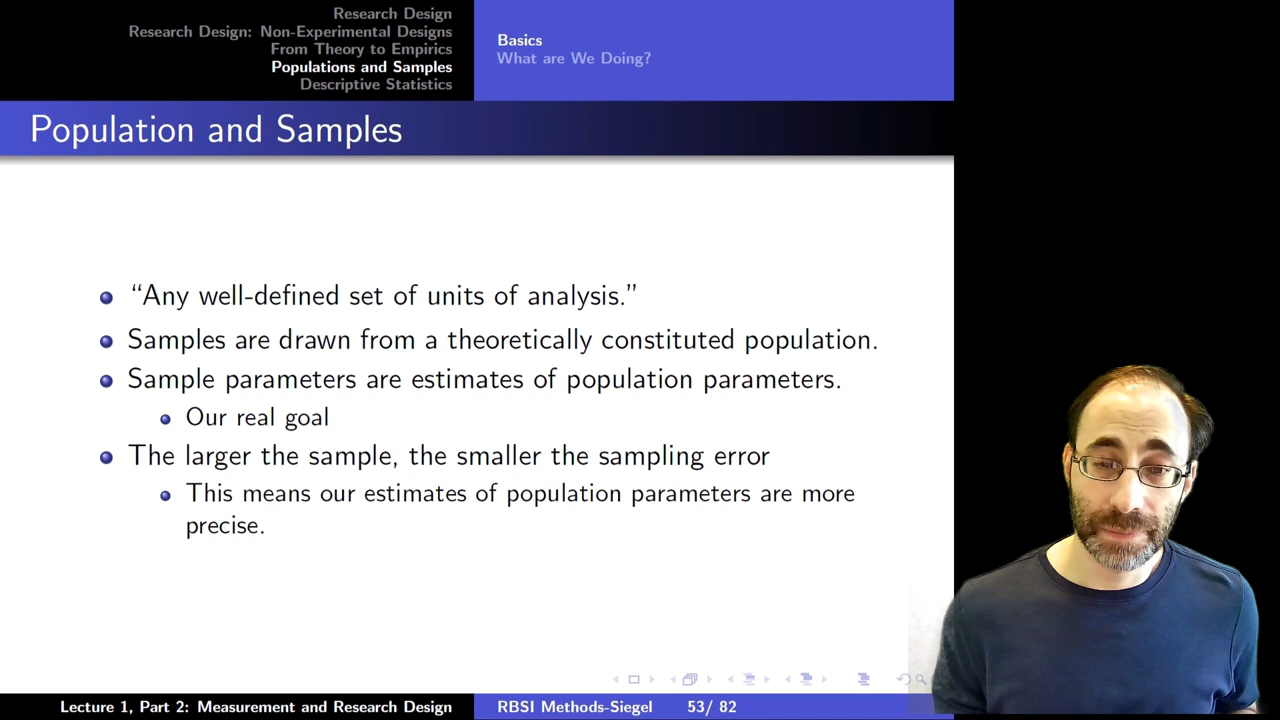 Research Design
Research Design: Non-Experimental Designs
From Theory to Empirics
Populations and Samples
Descriptive Statistics
Basics
What are We Doing?
Population and Samples
“Any well-defined set of units of analysis.”
Samples are drawn from a theoretically constituted population.
Sample parameters are estimates of population parameters.
Our real goal
The larger the sample, the smaller the sampling error
This means our estimates of population parameters are more
precise.
Lecture 1, Part 2: Measurement and Research Design
RBSI Methods-Siegel
53/ 82